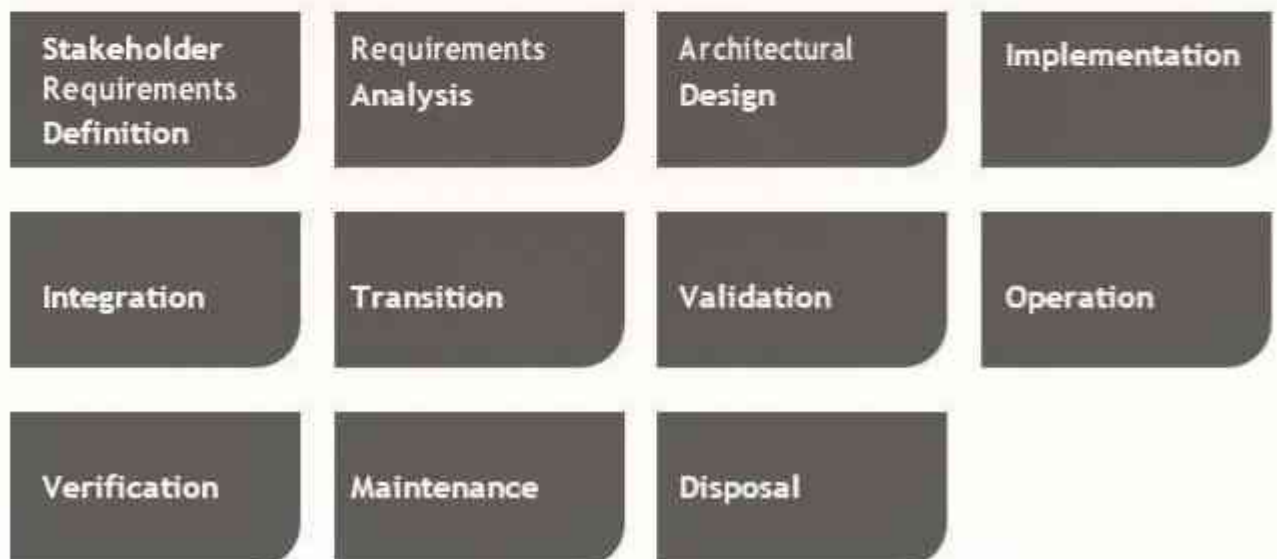 Stakeholder
Requirements
Definition
Requirements
Analysis
Architectural
Design
Implementation
Integration
Transition
Validation
Operation
Verification
Maintenance
Disposal